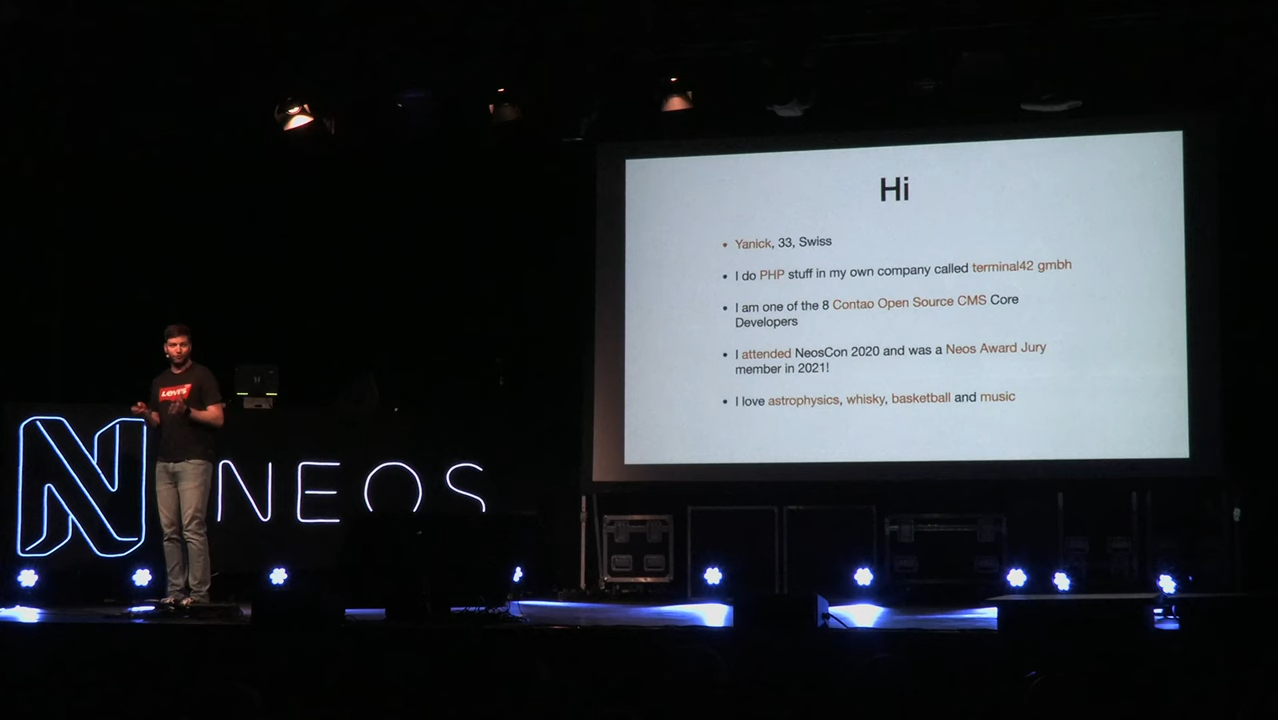 Hi
• Yanick, 33, Swiss
• I do PHP stuff in my own company called terminal42 gmbh
• I am one of the 8 Contao Open Source CMS Core
Developers
• I attended NeosCon 2020 and was a Neos Award Jury
member in 2021!
• I love astrophysics, whisky, basketball and music
Levi's
NEOS